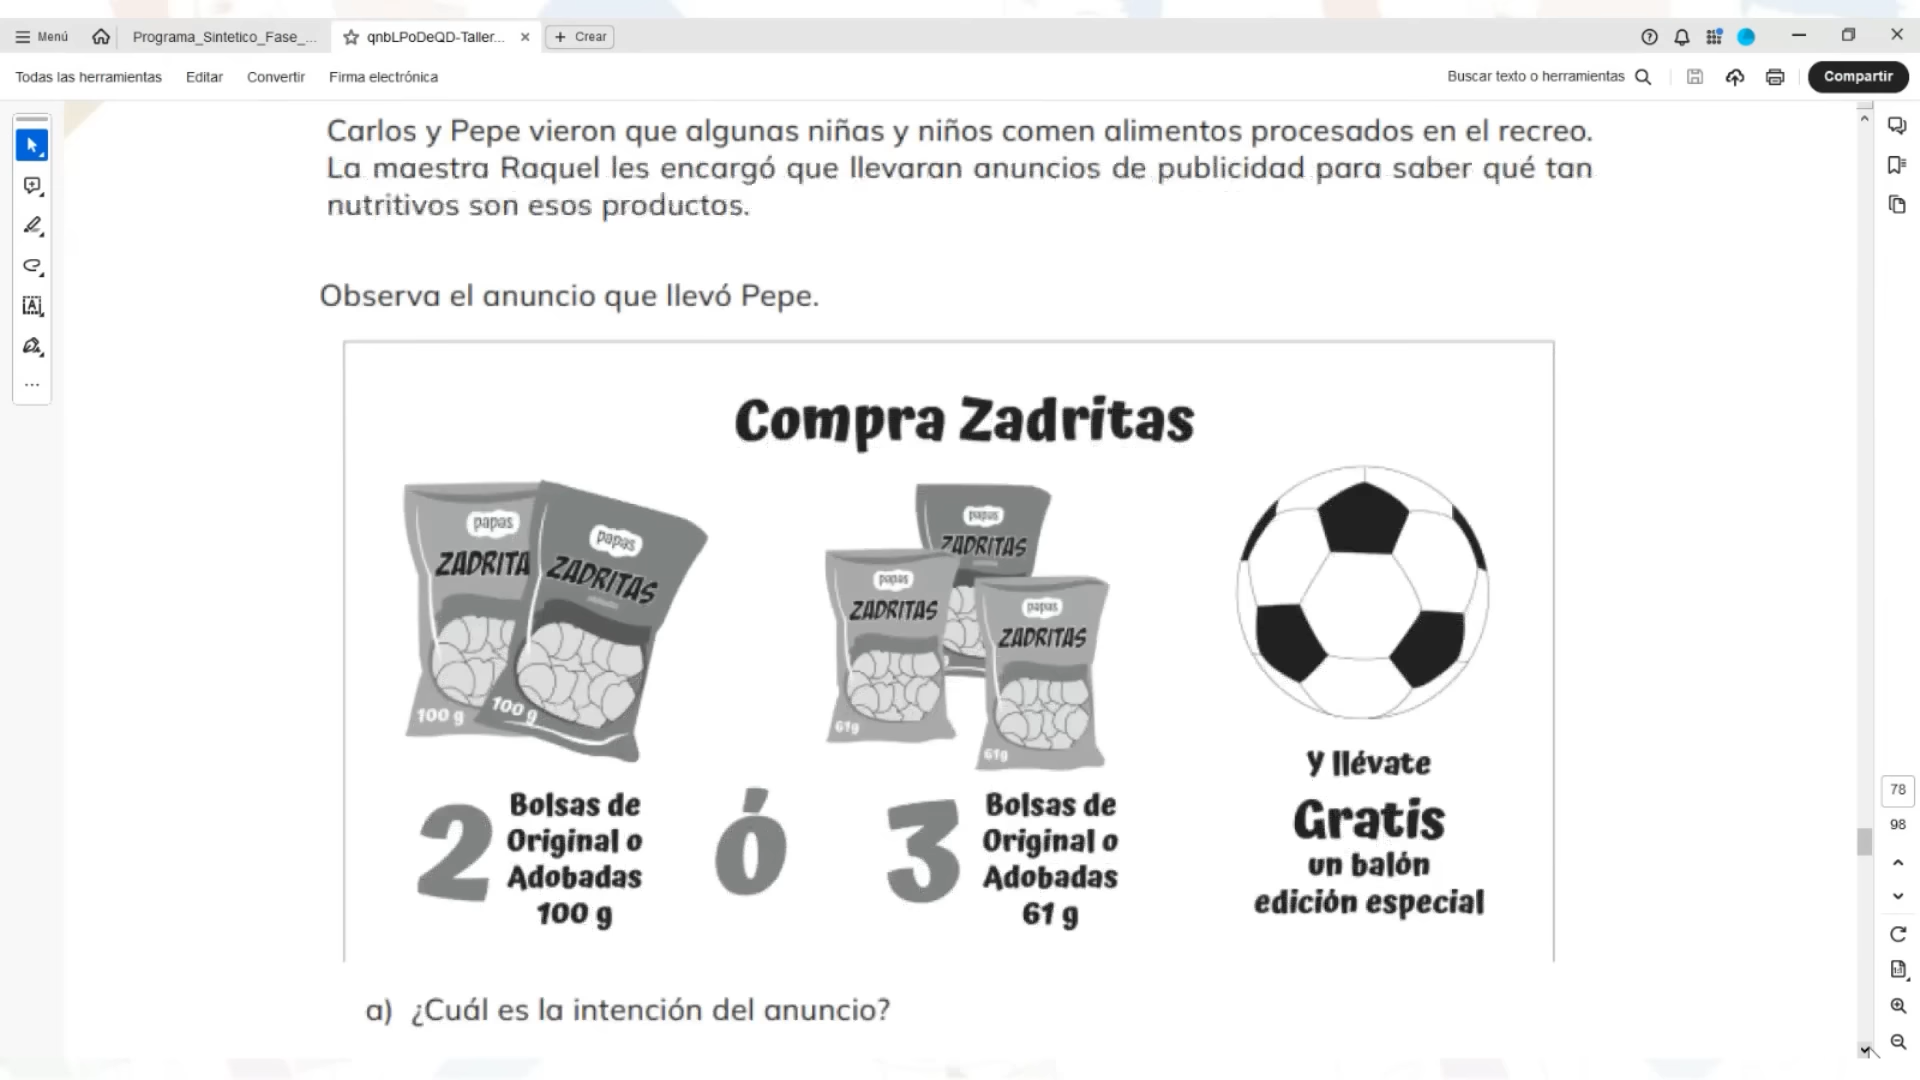 Menú
Programa_Sintetico_Fase_...
qnbLPoDeQD-Taller...
Crear
Todas las herramientas
Editar
Convertir
Firma electrónica
Buscar texto o herramientas
Compartir
Carlos y Pepe vieron que algunas niñas y niños comen alimentos procesados en el recreo.
La maestra Raquel les encargó que llevaran anuncios de publicidad para saber qué tan
nutritivos son esos productos.
Observa el anuncio que llevó Pepe.
Compra Zadritas
papas
ZADRITA
100 g
papas
ZADRITAS
100 g
papas
ZADRITAS
papas
ZADRITAS
61g
papas
ZADRITAS
61g
2 Bolsas de
Original o
Adobadas
100 g
ó
3 Bolsas de
Original o
Adobadas
61 g
Y llévate
Gratis
un balón
edición especial
a) ¿Cuál es la intención del anuncio?
78
98